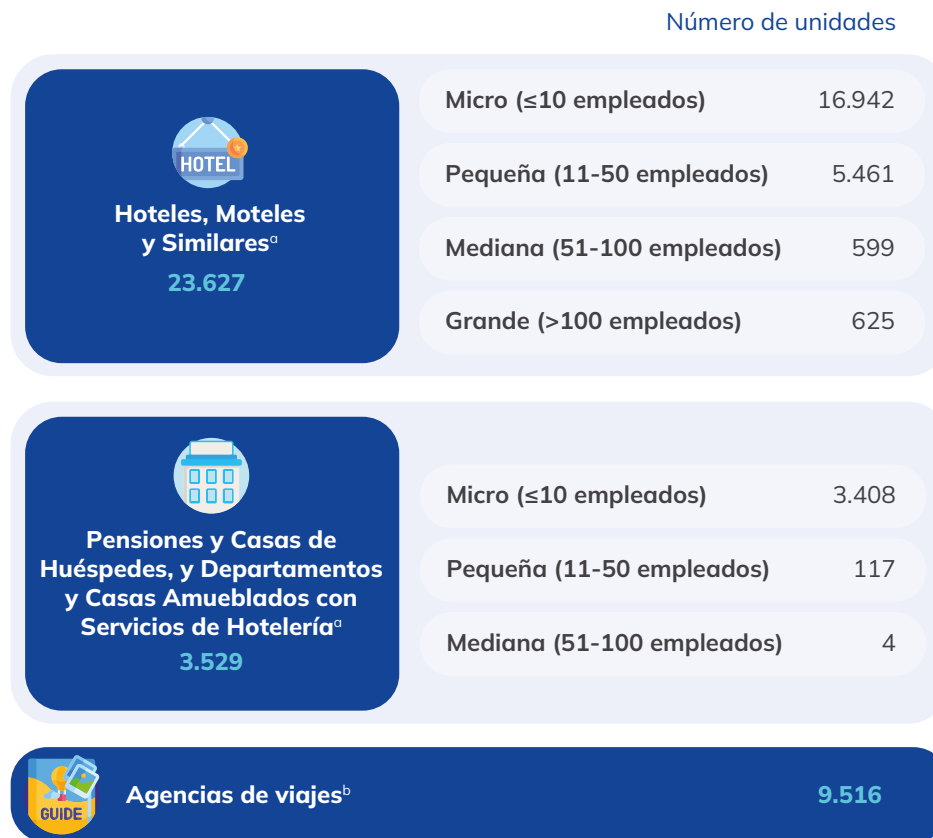 Número de unidades
HOTEL
Hoteles, Moteles
y Similaresª
23.627
Micro (≤10 empleados) 16.942
Pequeña (11-50 empleados) 5.461
Mediana (51-100 empleados) 599
Grande (>100 empleados) 625
Pensiones y Casas de
Huéspedes, y Departamentos
y Casas Amueblados con
Servicios de Hoteleríaª
3.529
Micro (≤10 empleados) 3.408
Pequeña (11-50 empleados) 117
Mediana (51-100 empleados) 4
GUIDE
Agencias de viajesᵇ 9.516